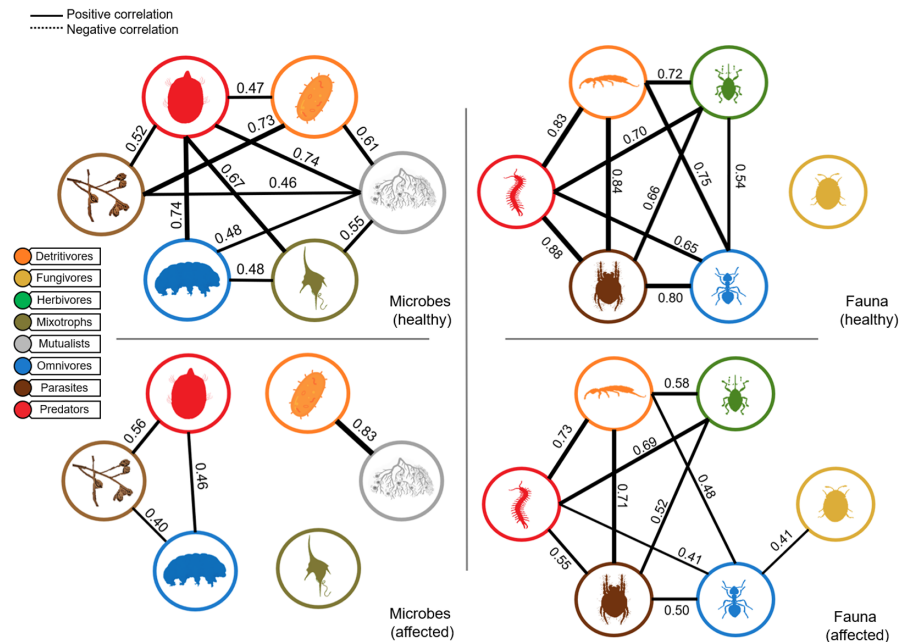 Positive correlation
Negative correlation
0.47
0.52
0.73
0.61
0.74
0.67
0.46
0.74
0.48
0.55
0.48
Microbes
(healthy)
0.72
0.83
0.70
0.84
0.66
0.75
0.54
0.65
0.88
0.80
Fauna
(healthy)
Detritivores
Fungivores
Herbivores
Mixotrophs
Mutualists
Omnivores
Parasites
Predators
0.56
0.46
0.40
0.83
Microbes
(affected)
0.58
0.73
0.69
0.48
0.71
0.52
0.41
0.41
0.55
0.50
Fauna
(affected)